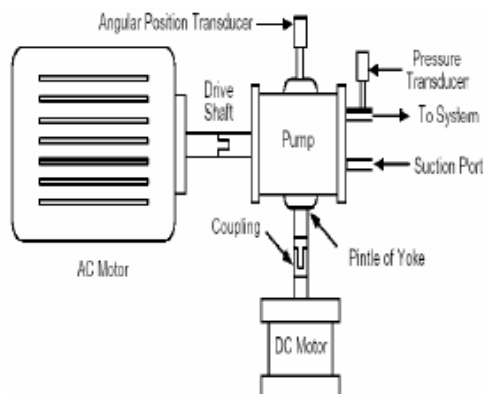 Angular Position Transducer
Pressure
Transducer
Drive
Shaft
To System
Pump
Suction Port
Coupling
Pintle of Yoke
AC Motor
DC Motor